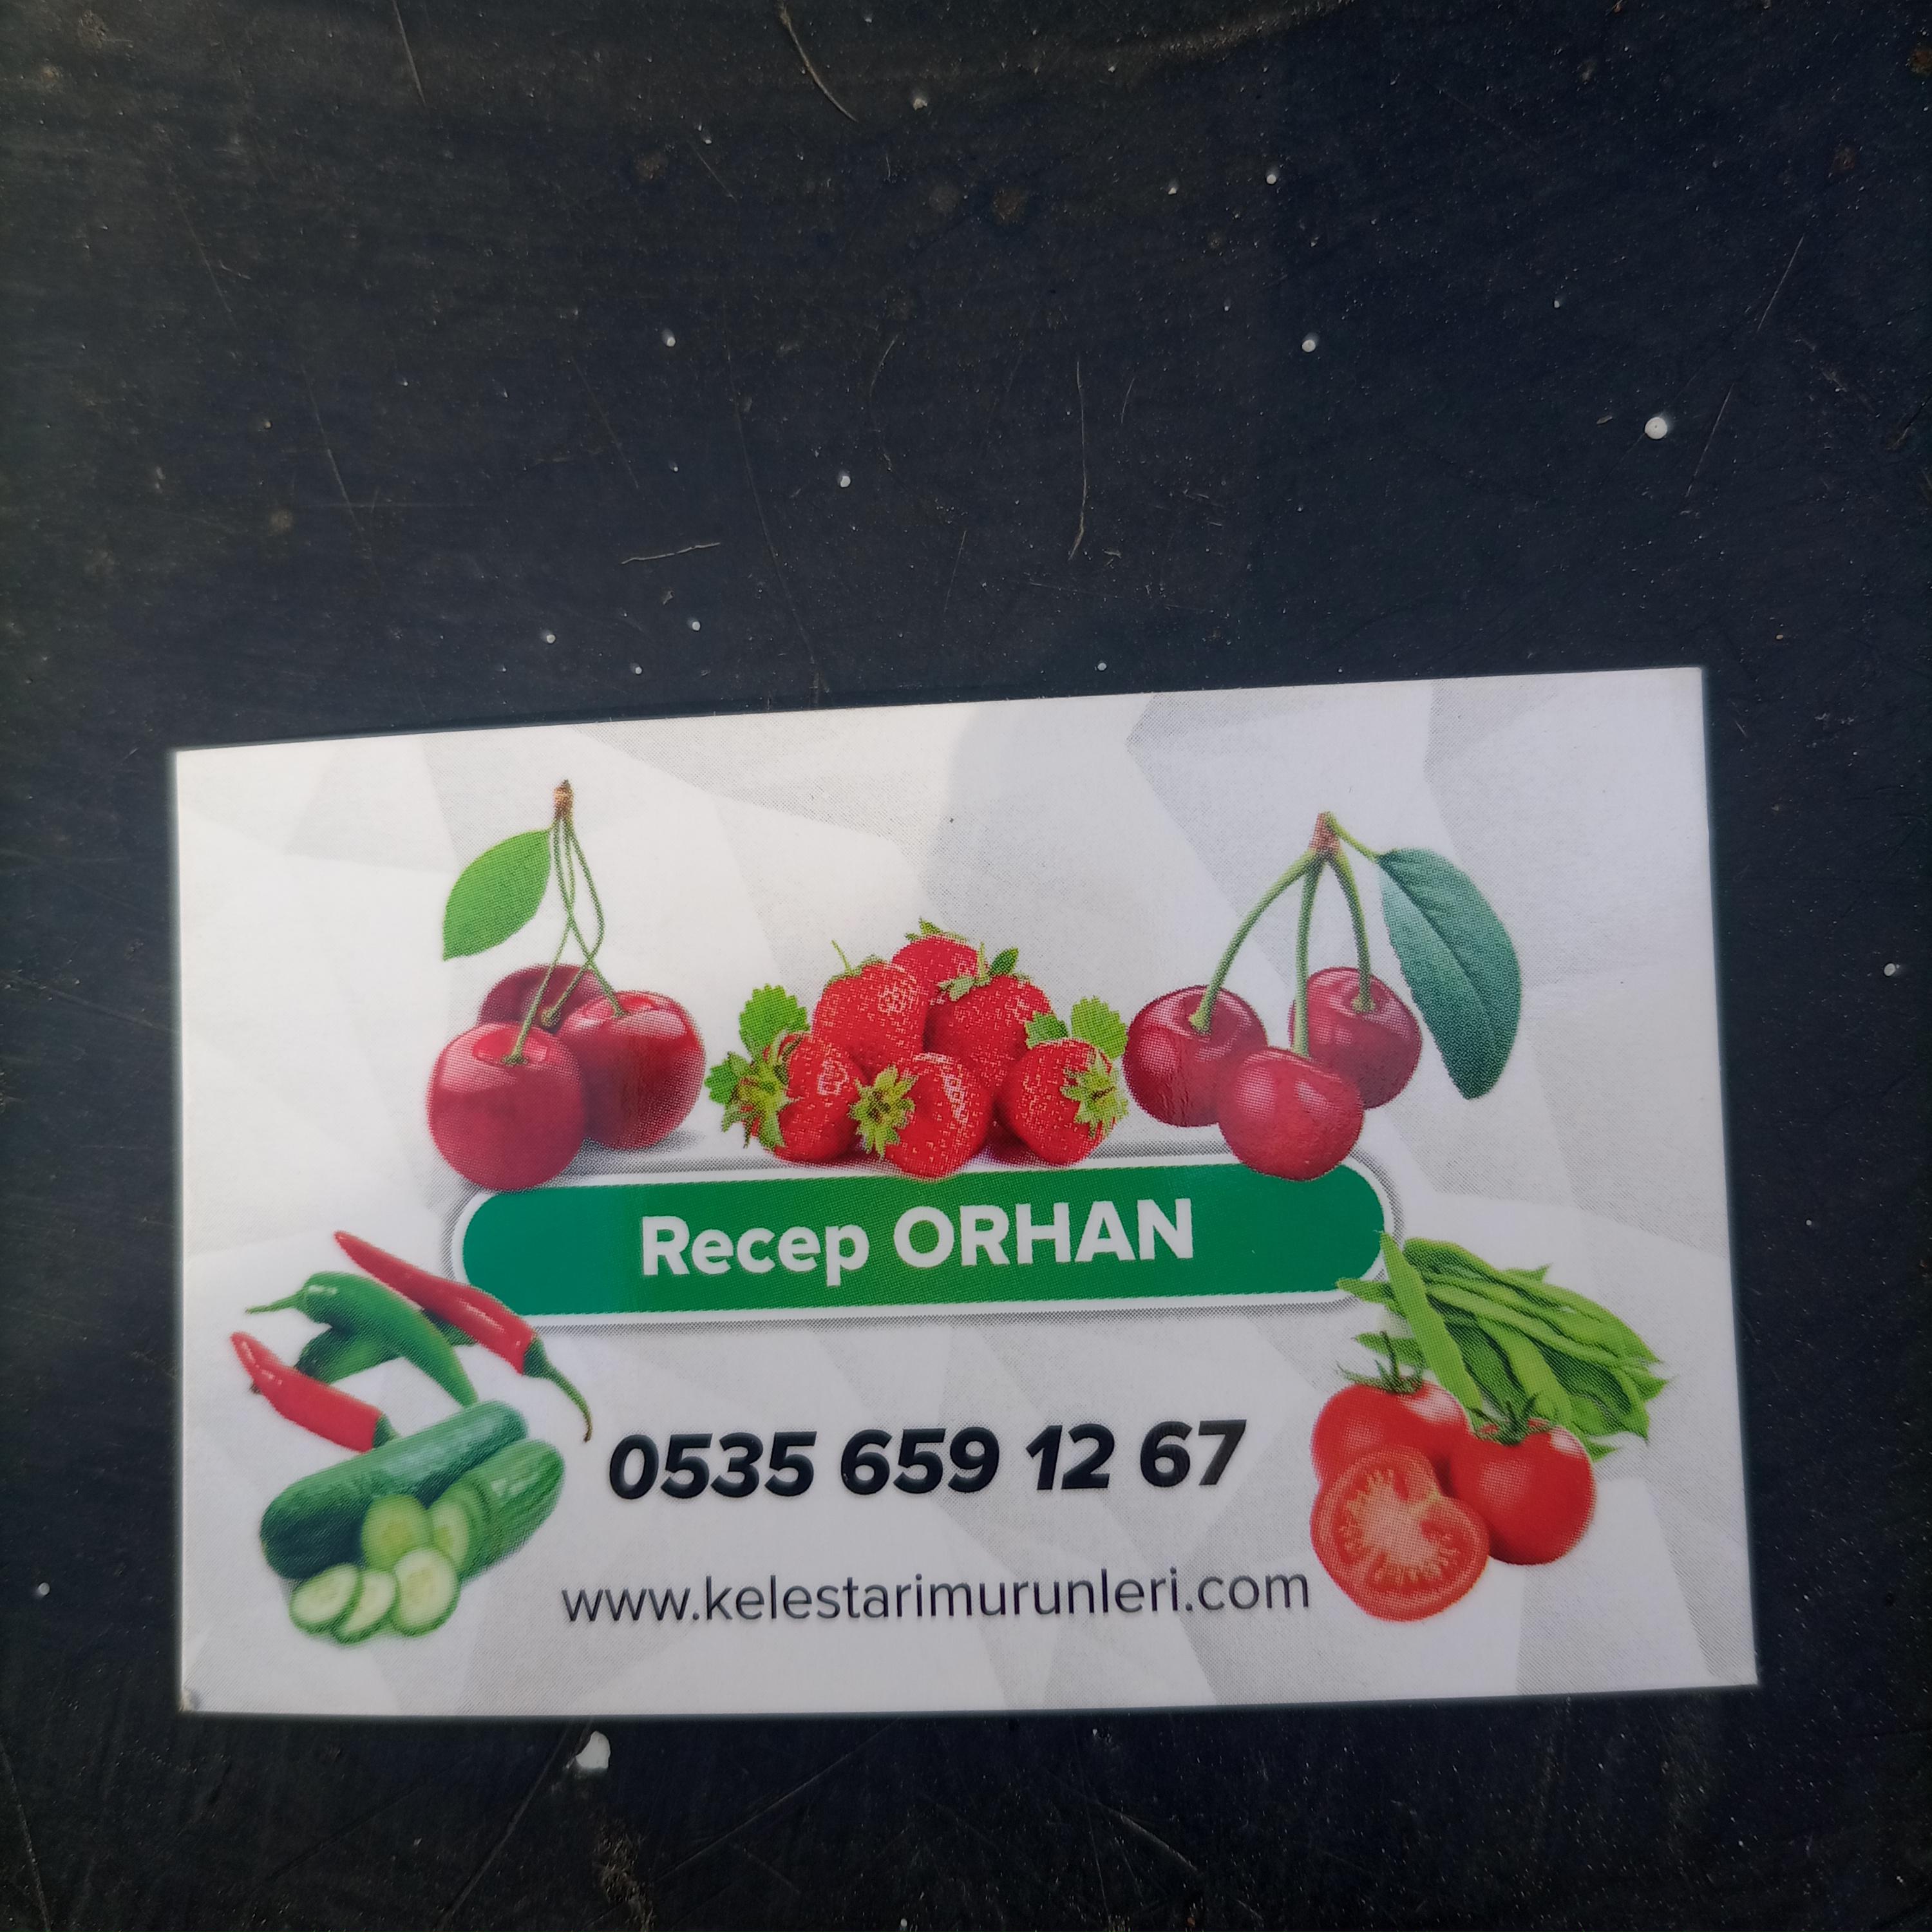 Recep ORHAN
0535 659 12 67
www.kelestarimurunleri.com